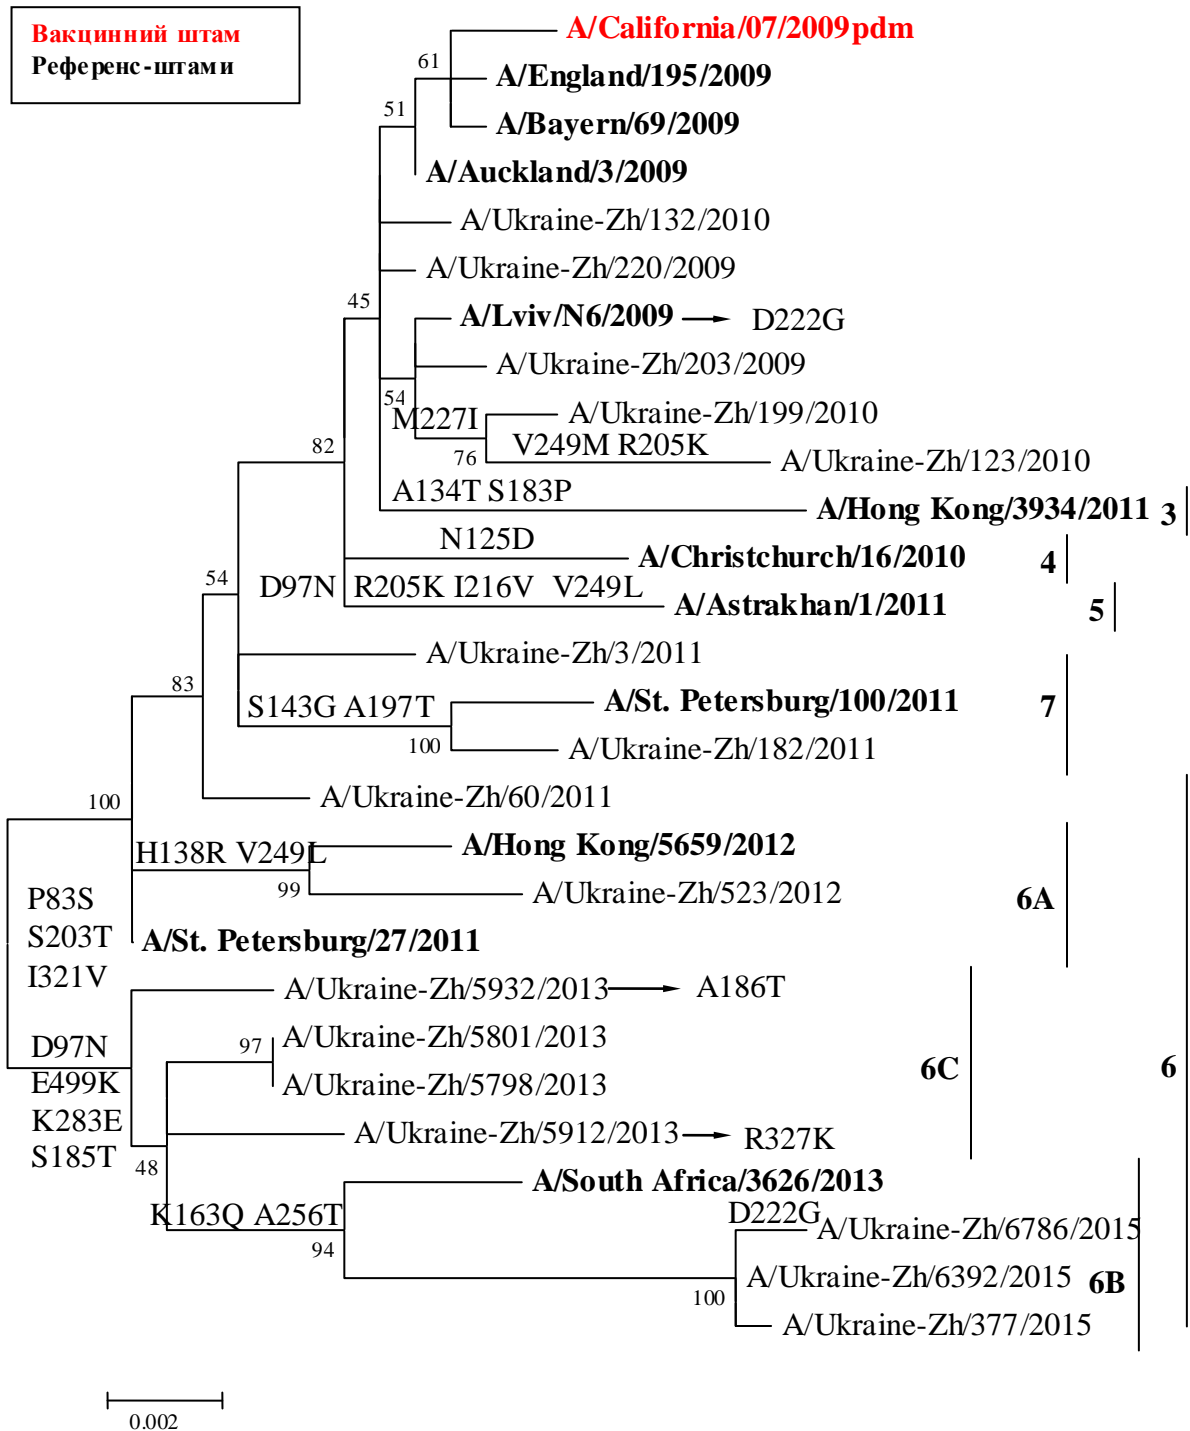 Вакцинний штам
Референс-штами
A/California/07/2009pdm
61
A/England/195/2009
51
A/Bayern/69/2009
A/Auckland/3/2009
A/Ukraine-Zh/132/2010
A/Ukraine-Zh/220/2009
45
A/Lviv/N6/2009
D222G
A/Ukraine-Zh/203/2009
54
M227I
A/Ukraine-Zh/199/2010
82
76
V249M R205K
A/Ukraine-Zh/123/2010
A134T S183P
A/Hong Kong/3934/2011
3
N125D
A/Christchurch/16/2010
4
54
D97N
R205K I216V V249L
A/Astrakhan/1/2011
5
A/Ukraine-Zh/3/2011
83
S143G A197T
A/St. Petersburg/100/2011
7
100
A/Ukraine-Zh/182/2011
A/Ukraine-Zh/60/2011
100
H138R V249L
A/Hong Kong/5659/2012
99
A/Ukraine-Zh/523/2012
6A
P83S
S203T
I321V
A/St. Petersburg/27/2011
A/Ukraine-Zh/5932/2013
A186T
D97N
E499K
K283E
S185T
97
A/Ukraine-Zh/5801/2013
A/Ukraine-Zh/5798/2013
6C
6
A/Ukraine-Zh/5912/2013
R327K
48
A/South Africa/3626/2013
K163Q A256T
94
D222G
A/Ukraine-Zh/6786/2015
A/Ukraine-Zh/6392/2015
6B
100
A/Ukraine-Zh/377/2015
0.002